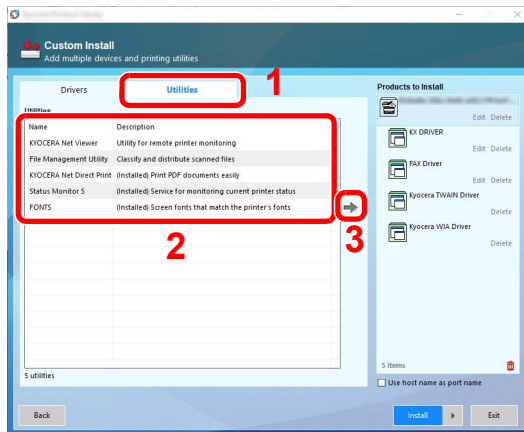 Custom Install
Add multiple devices and printing utilities
Drivers
Utilities
1
Utilities
Name Description
KYOCERA Net Viewer Utility for remote printer monitoring
File Management Utility Classify and distribute scanned files
KYOCERA Net Direct Print (Installed) Print PDF documents easily
Status Monitor 5 (Installed) Service for monitoring current printer status
FONTS (Installed) Screen fonts that match the printer's fonts
2
3
5 utilities
Products to Install
Edit Delete
KX DRIVER
Edit Delete
FAX Driver
Edit Delete
Kyocera TWAIN Driver
Delete
Kyocera WIA Driver
Delete
5 items
Use host name as port name
Back
Install
Exit